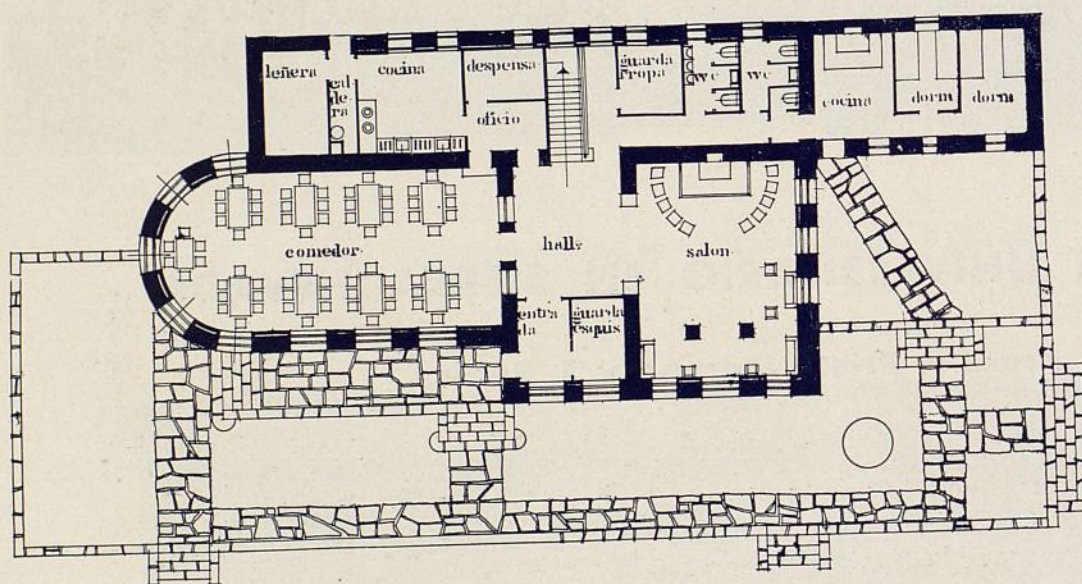 leñera
cal-
de-
ra
cocina
despensa
oficio
guarda
ropa
wc
wc
cocina
dorm
dorm
comedor.
hall.
salon.
entra
da
guarda
esquis